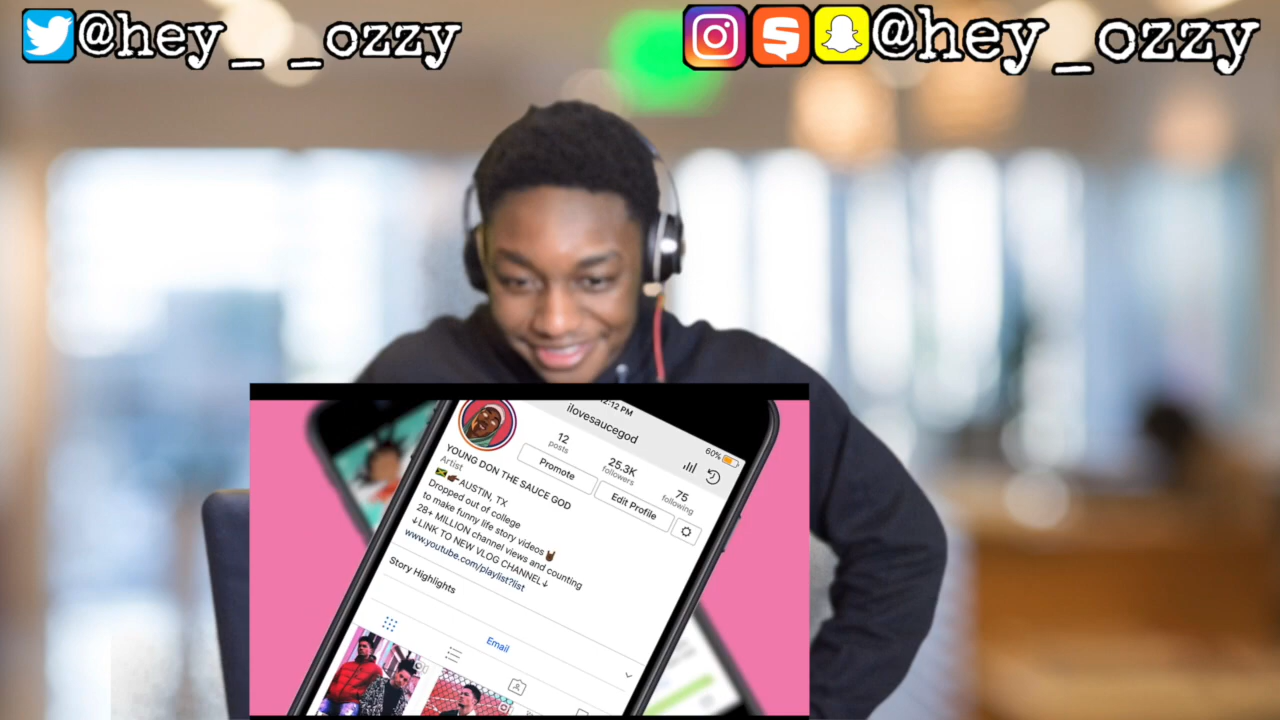 @hey_ _ozzy
@hey_ozzy
12:12 PM
ilovesaucegod
60%
12
posts
25.3K
followers
75
following
Promote
Edit Profile
YOUNG DON THE SAUCE GOD
Artist
AUSTIN, TX
Dropped out of college
to make funny life story videos
28+ MILLION channel views and counting
↓LINK TO NEW VLOG CHANNEL↓
www.youtube.com/playlist?list
Story Highlights
Email